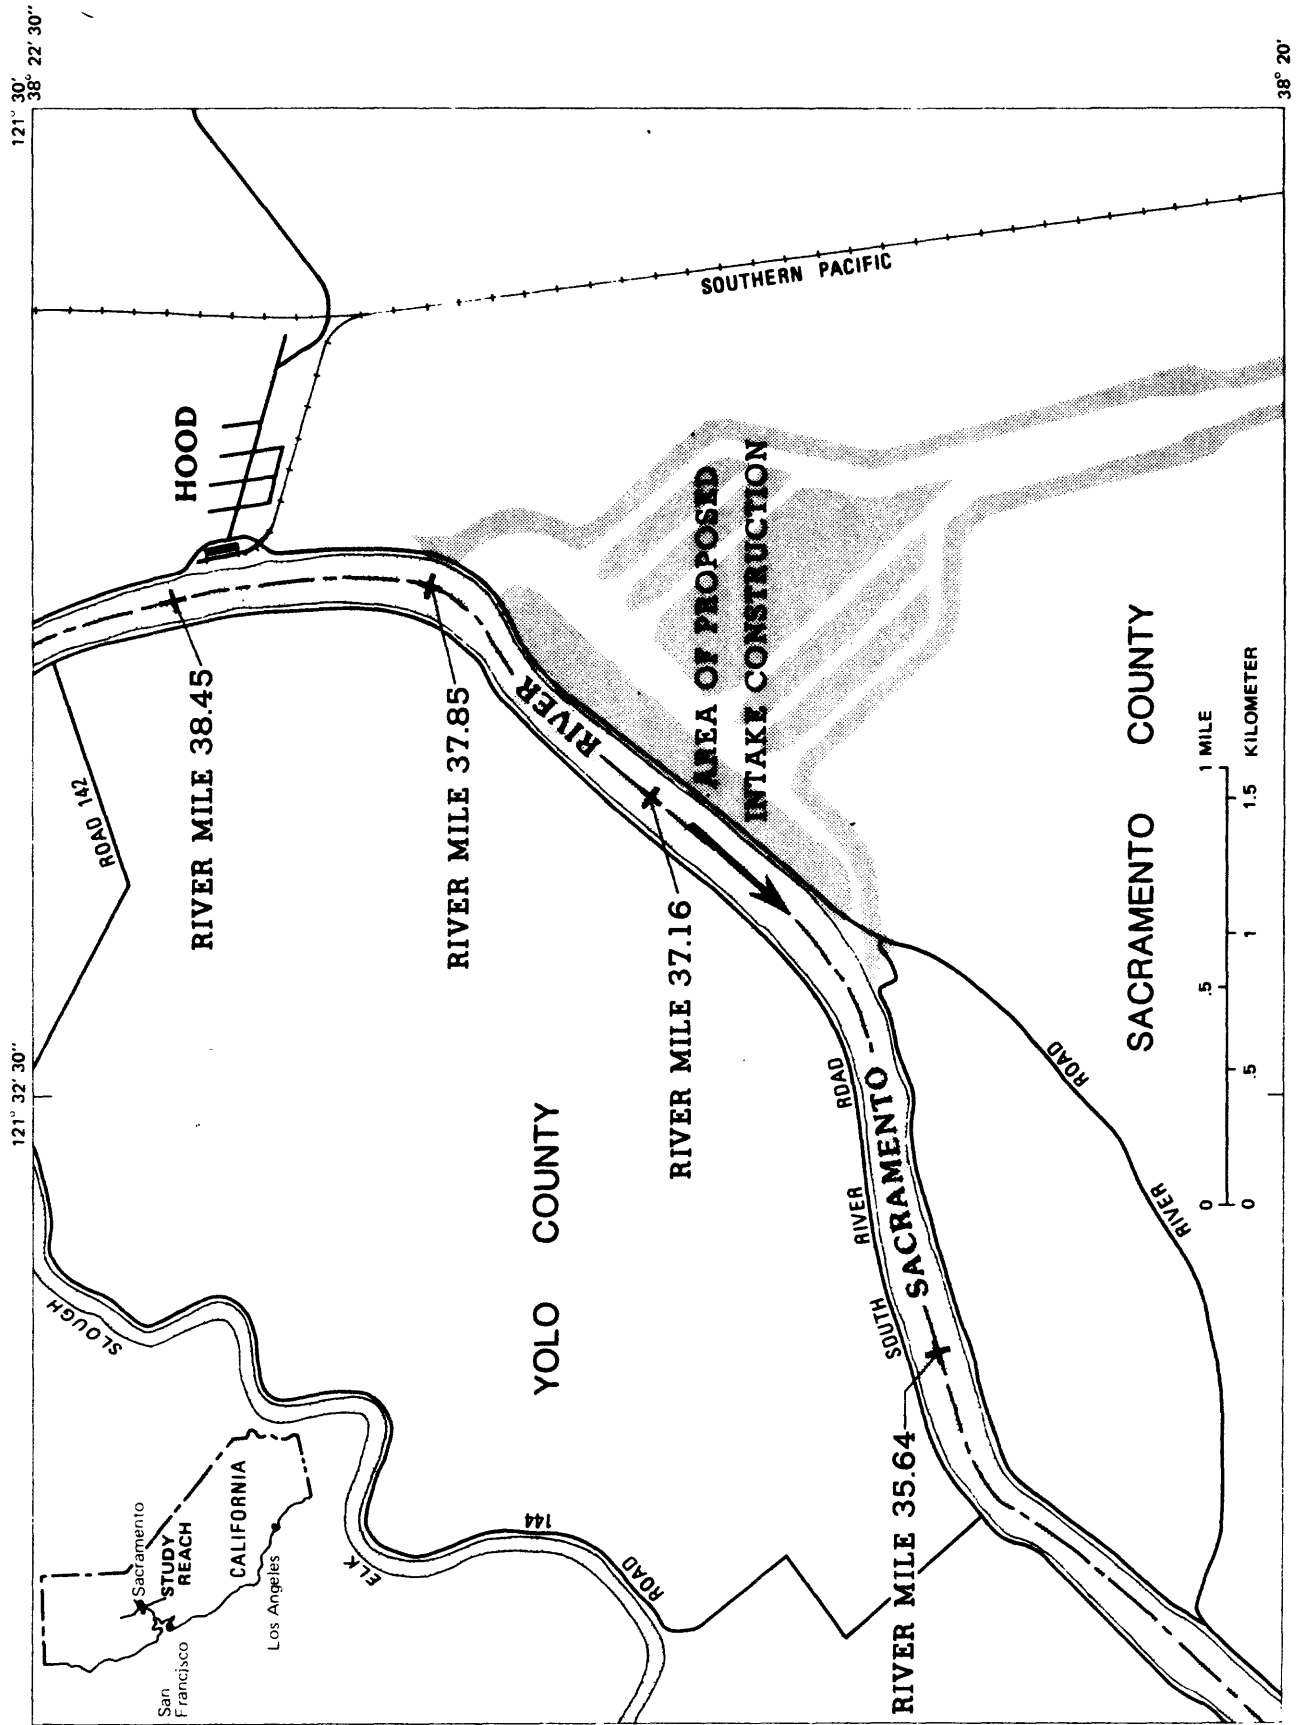 121° 30'
38° 22' 30"
121° 32' 30"
38° 20'
HOOD
SOUTHERN PACIFIC
ROAD 142
RIVER MILE 38.45
RIVER MILE 37.85
RIVER MILE 37.16
RIVER MILE 35.64
AREA OF PROPOSED
INTAKE CONSTRUCTION
SACRAMENTO RIVER
SOUTH RIVER ROAD
RIVER ROAD
YOLO COUNTY
SACRAMENTO COUNTY
ELK SLOUGH
ROAD 144
0 .5 1 MILE
0 .5 1 1.5 KILOMETER
Sacramento
STUDY
REACH
CALIFORNIA
San
Francisco
Los Angeles